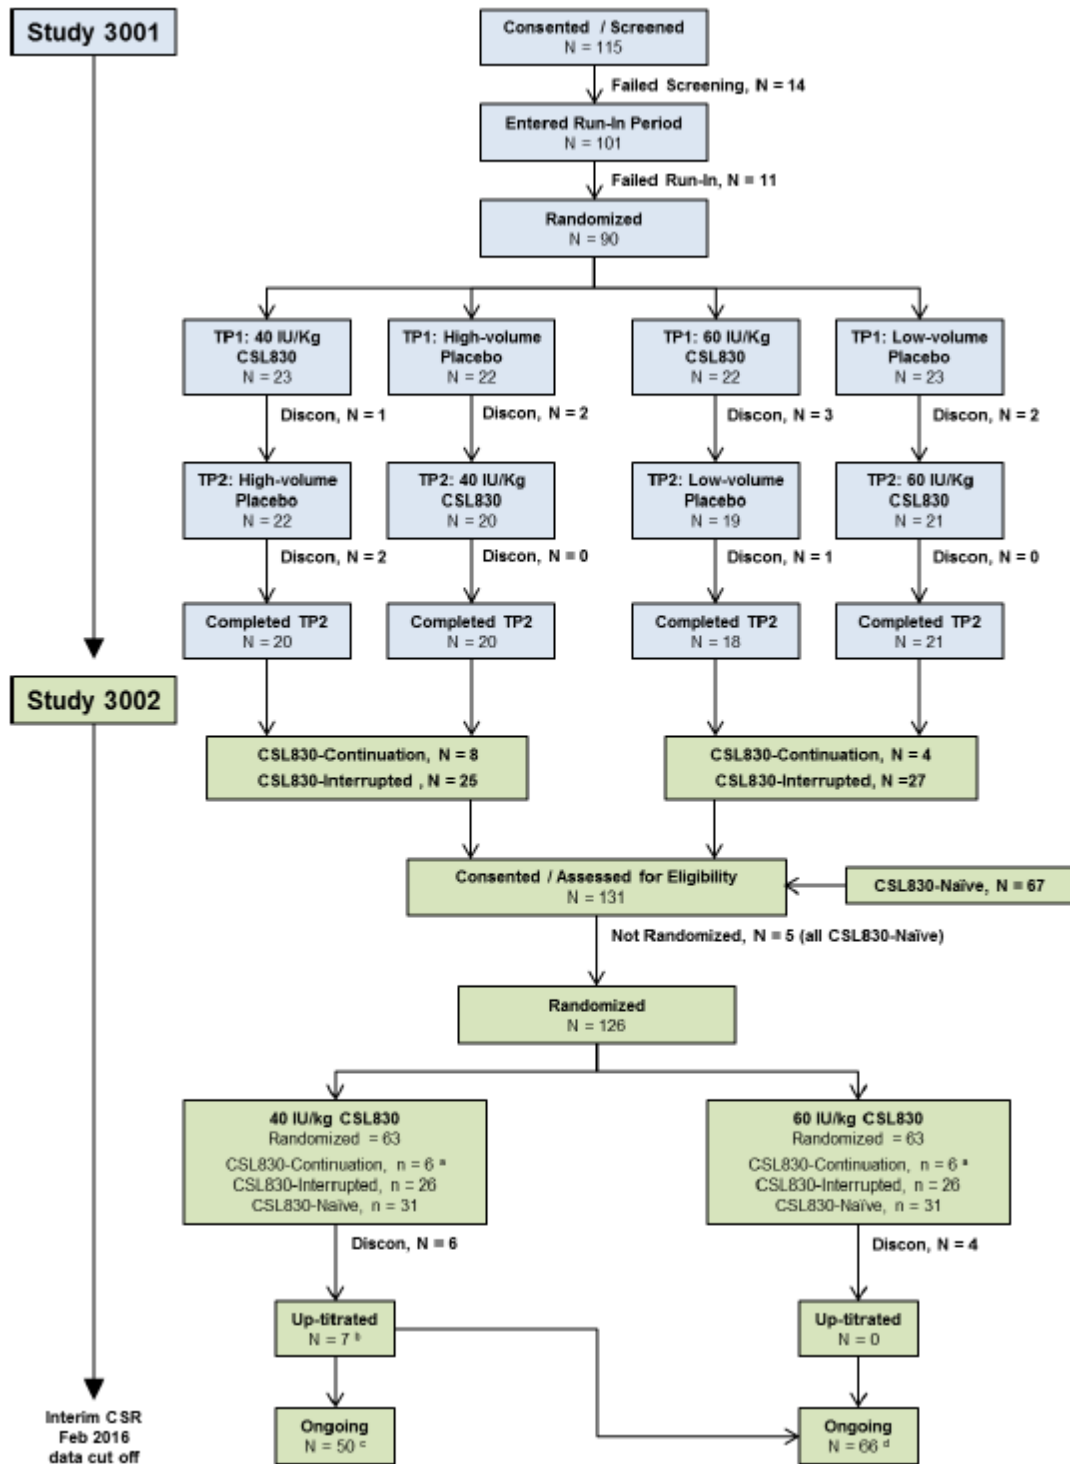 Study 3001
Consented / Screened
N = 115
Failed Screening, N = 14
Entered Run-In Period
N = 101
Failed Run-In, N = 11
Randomized
N = 90
TP1: 40 IU/Kg
CSL830
N = 23
TP1: High-volume
Placebo
N = 22
TP1: 60 IU/Kg
CSL830
N = 22
TP1: Low-volume
Placebo
N = 23
Discon, N = 1
Discon, N = 2
Discon, N = 3
Discon, N = 2
TP2: High-volume
Placebo
N = 22
TP2: 40 IU/Kg
CSL830
N = 20
TP2: Low-volume
Placebo
N = 19
TP2: 60 IU/Kg
CSL830
N = 21
Discon, N = 2
Discon, N = 0
Discon, N = 1
Discon, N = 0
Completed TP2
N = 20
Completed TP2
N = 20
Completed TP2
N = 18
Completed TP2
N = 21
Study 3002
CSL830-Continuation, N = 8
CSL830-Interrupted , N = 25
CSL830-Continuation, N = 4
CSL830-Interrupted, N =27
Consented / Assessed for Eligibility
N = 131
CSL830-Naïve, N = 67
Not Randomized, N = 5 (all CSL830-Naïve)
Randomized
N = 126
40 IU/kg CSL830
Randomized = 63
CSL830-Continuation, n = 6 a
CSL830-Interrupted, n = 26
CSL830-Naïve, n = 31
60 IU/kg CSL830
Randomized = 63
CSL830-Continuation, n = 6 a
CSL830-Interrupted, n = 26
CSL830-Naïve, n = 31
Discon, N = 6
Discon, N = 4
Up-titrated
N = 7 b
Up-titrated
N = 0
Interim CSR
Feb 2016
data cut off
Ongoing
N = 50 c
Ongoing
N = 66 d